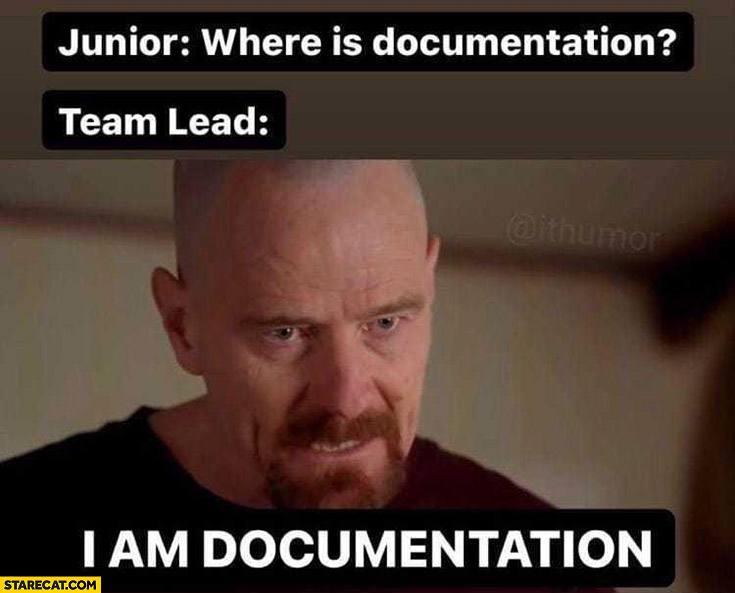 Junior: Where is documentation?
Team Lead:
@ithumor
I AM DOCUMENTATION
STARECAT.COM